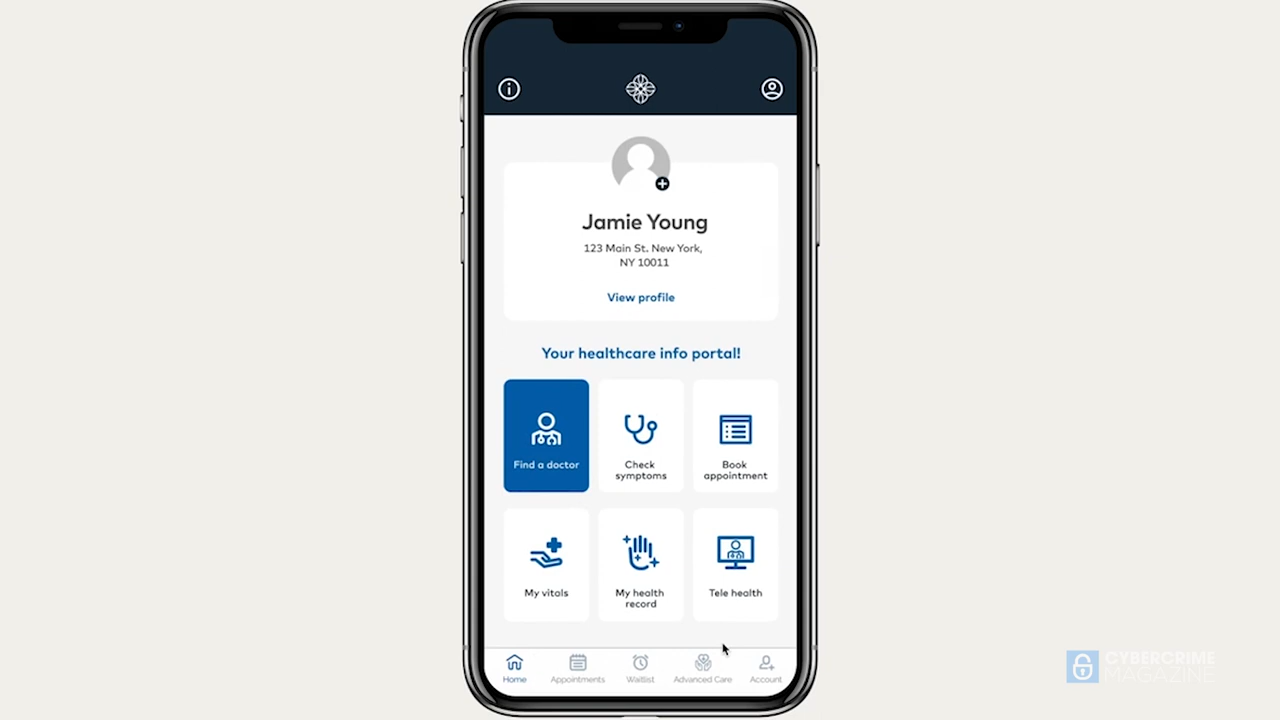 Jamie Young
123 Main St. New York,
NY 10011
View profile
Your healthcare info portal!
Find a doctor
Check
symptoms
Book
appointment
My vitals
My health
record
Tele health
Home
Appointments
Waitlist
Advanced Care
Account
CYBERCRIME
MAGAZINE